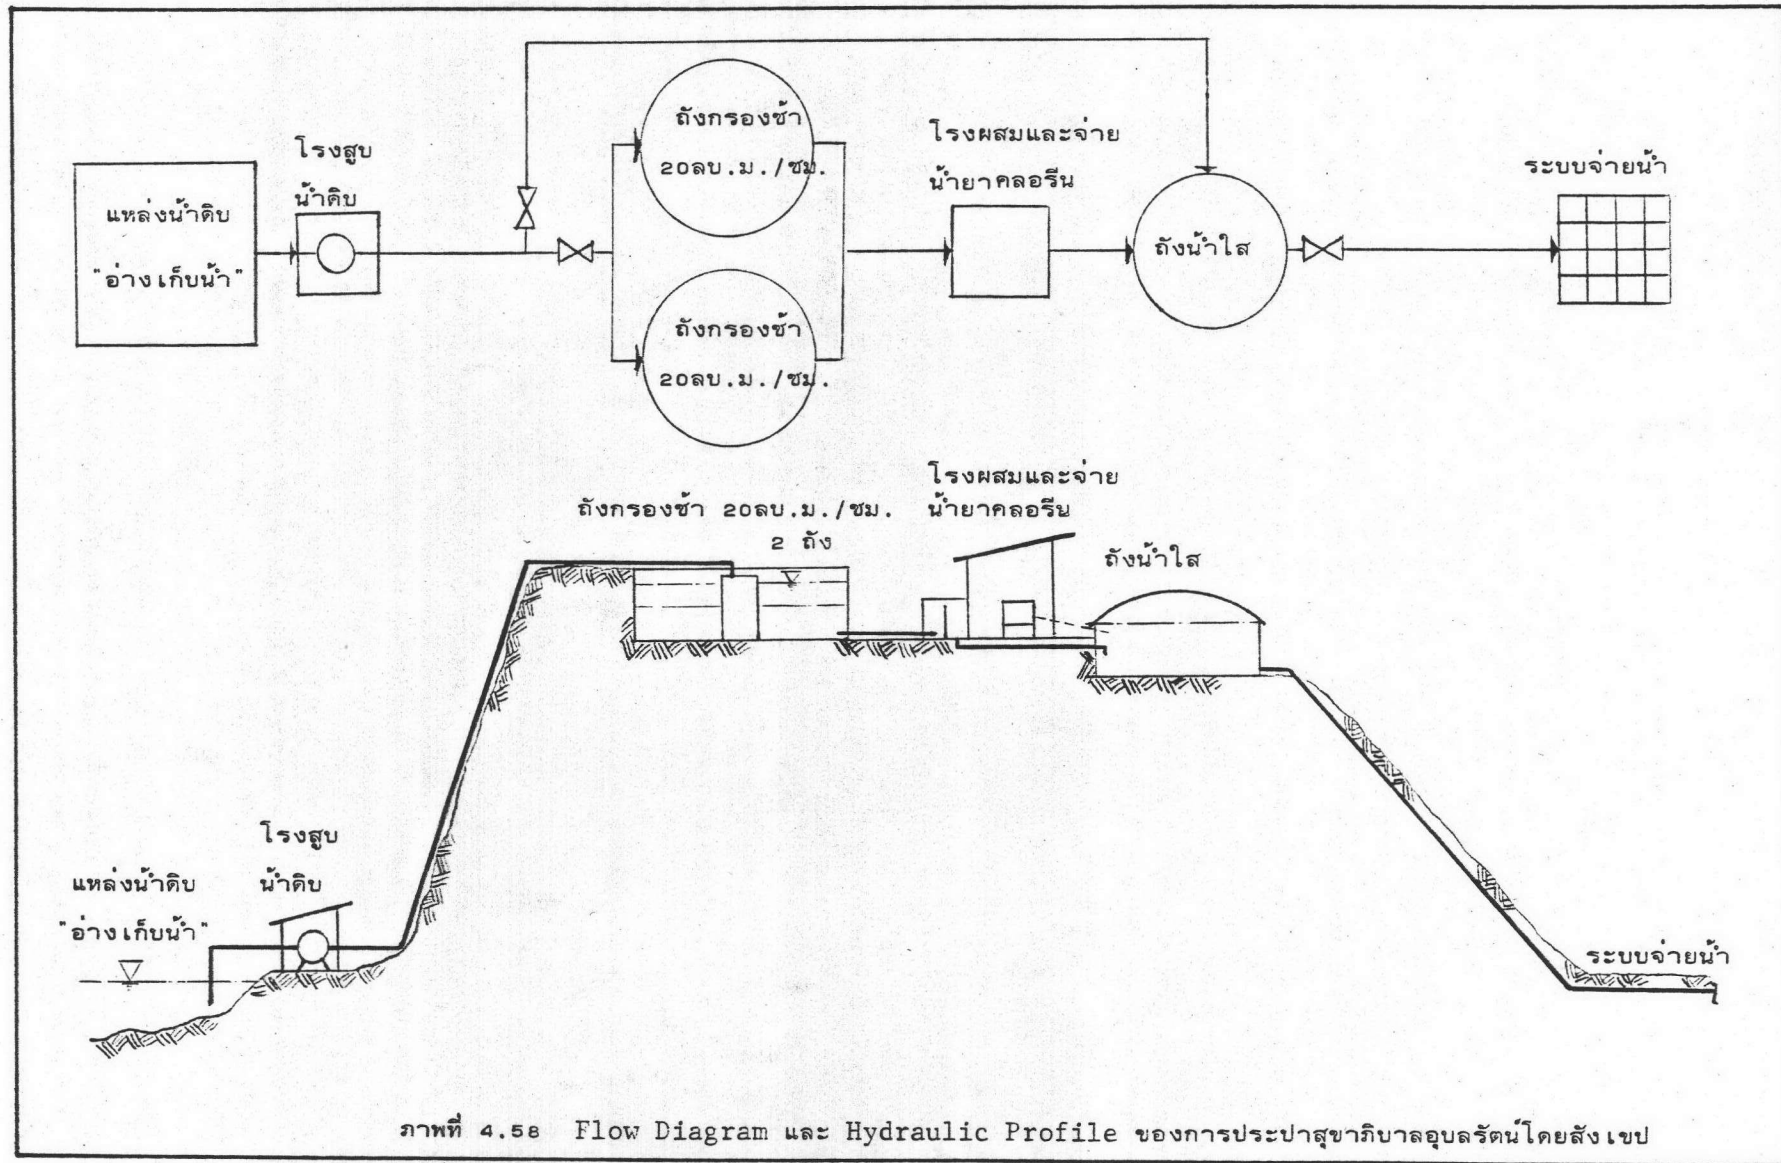 ถังกรองช้า
20ลบ.ม./ชม.
โรงสูบ
น้ำดิบ
แหล่งน้ำดิบ
"อ่างเก็บน้ำ"
โรงผสมและจ่าย
น้ำยาคลอรีน
ถังน้ำใส
ระบบจ่ายน้ำ
ถังกรองช้า
20ลบ.ม./ชม.
ถังกรองช้า 20ลบ.ม./ชม.
2 ถัง
โรงผสมและจ่าย
น้ำยาคลอรีน
ถังน้ำใส
โรงสูบ
น้ำดิบ
แหล่งน้ำดิบ
"อ่างเก็บน้ำ"
ระบบจ่ายน้ำ
ภาพที่ 4.58 Flow Diagram และ Hydraulic Profile ของการประปาสุขาภิบาลอุบลรัตน์โดยสังเขป